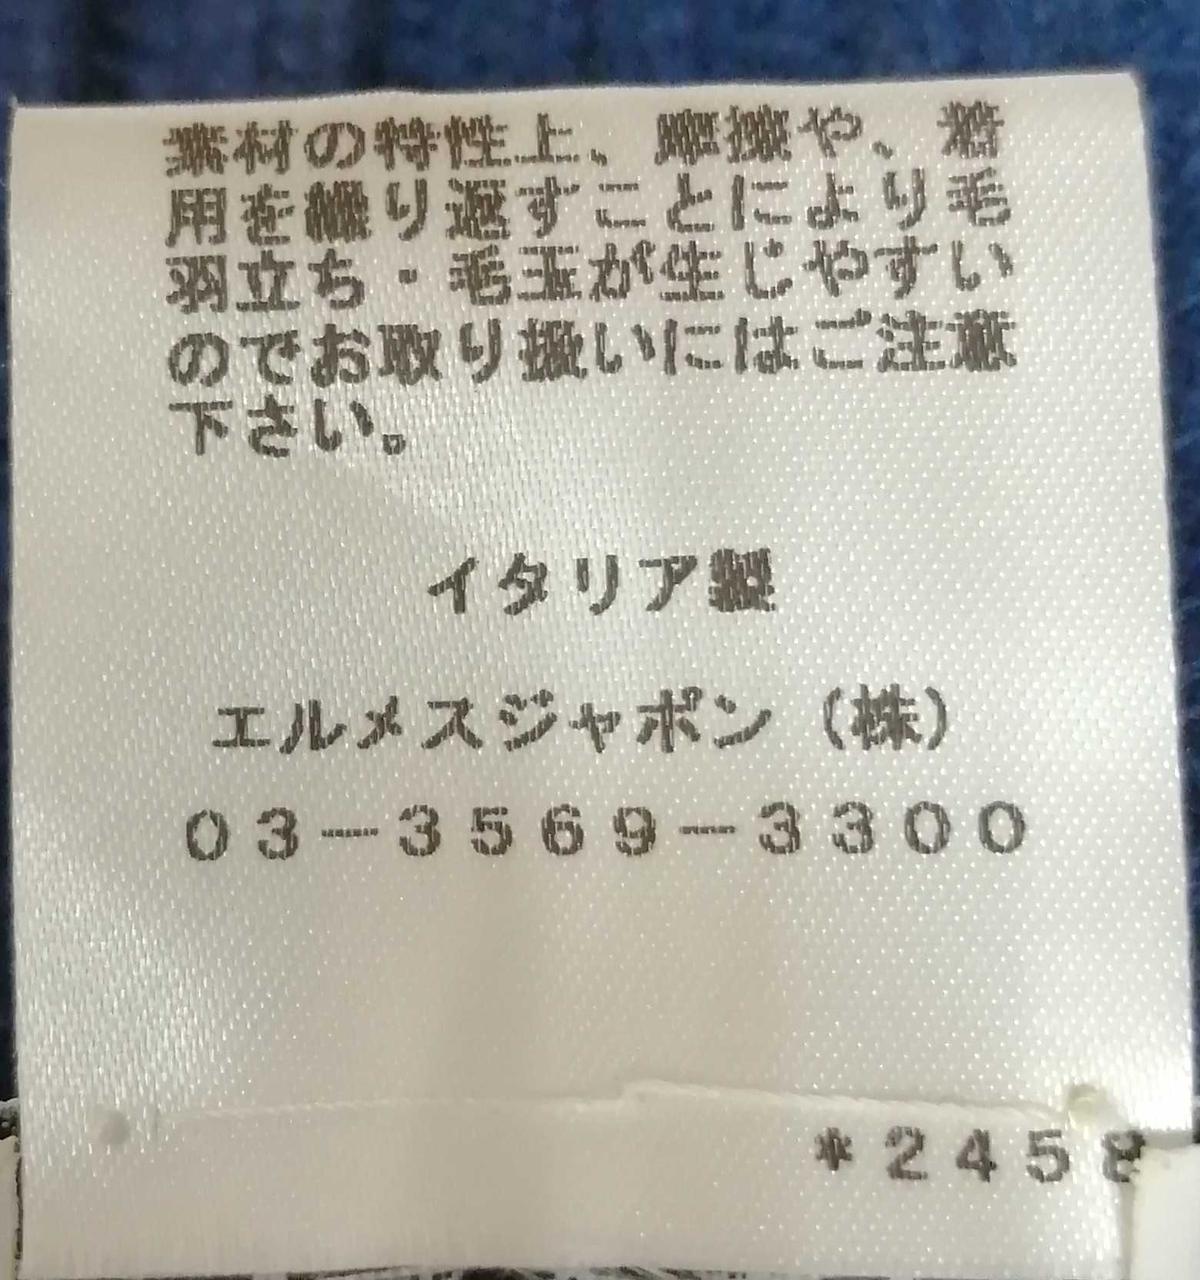 素材の特性上、摩擦や、着
用を繰り返すことにより毛
羽立ち・毛玉が生じやすい
のでお取り扱いにはご注意
下さい。
イタリア製
エルメスジャポン（株）
０３－３５６９－３３００
＊２４５８